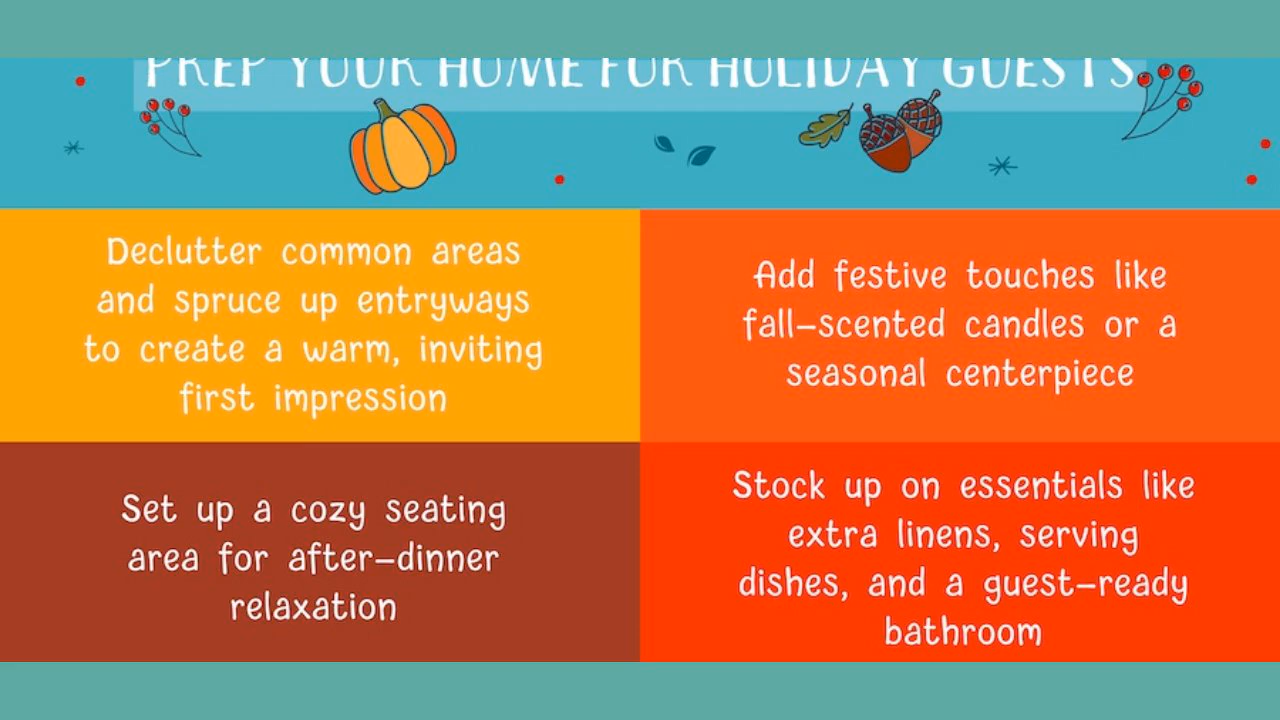 PREP YOUR HOME FOR HOLIDAY GUESTS
Declutter common areas
and spruce up entryways
to create a warm, inviting
first impression
Add festive touches like
fall-scented candles or a
seasonal centerpiece
Set up a cozy seating
area for after-dinner
relaxation
Stock up on essentials like
extra linens, serving
dishes, and a guest-ready
bathroom